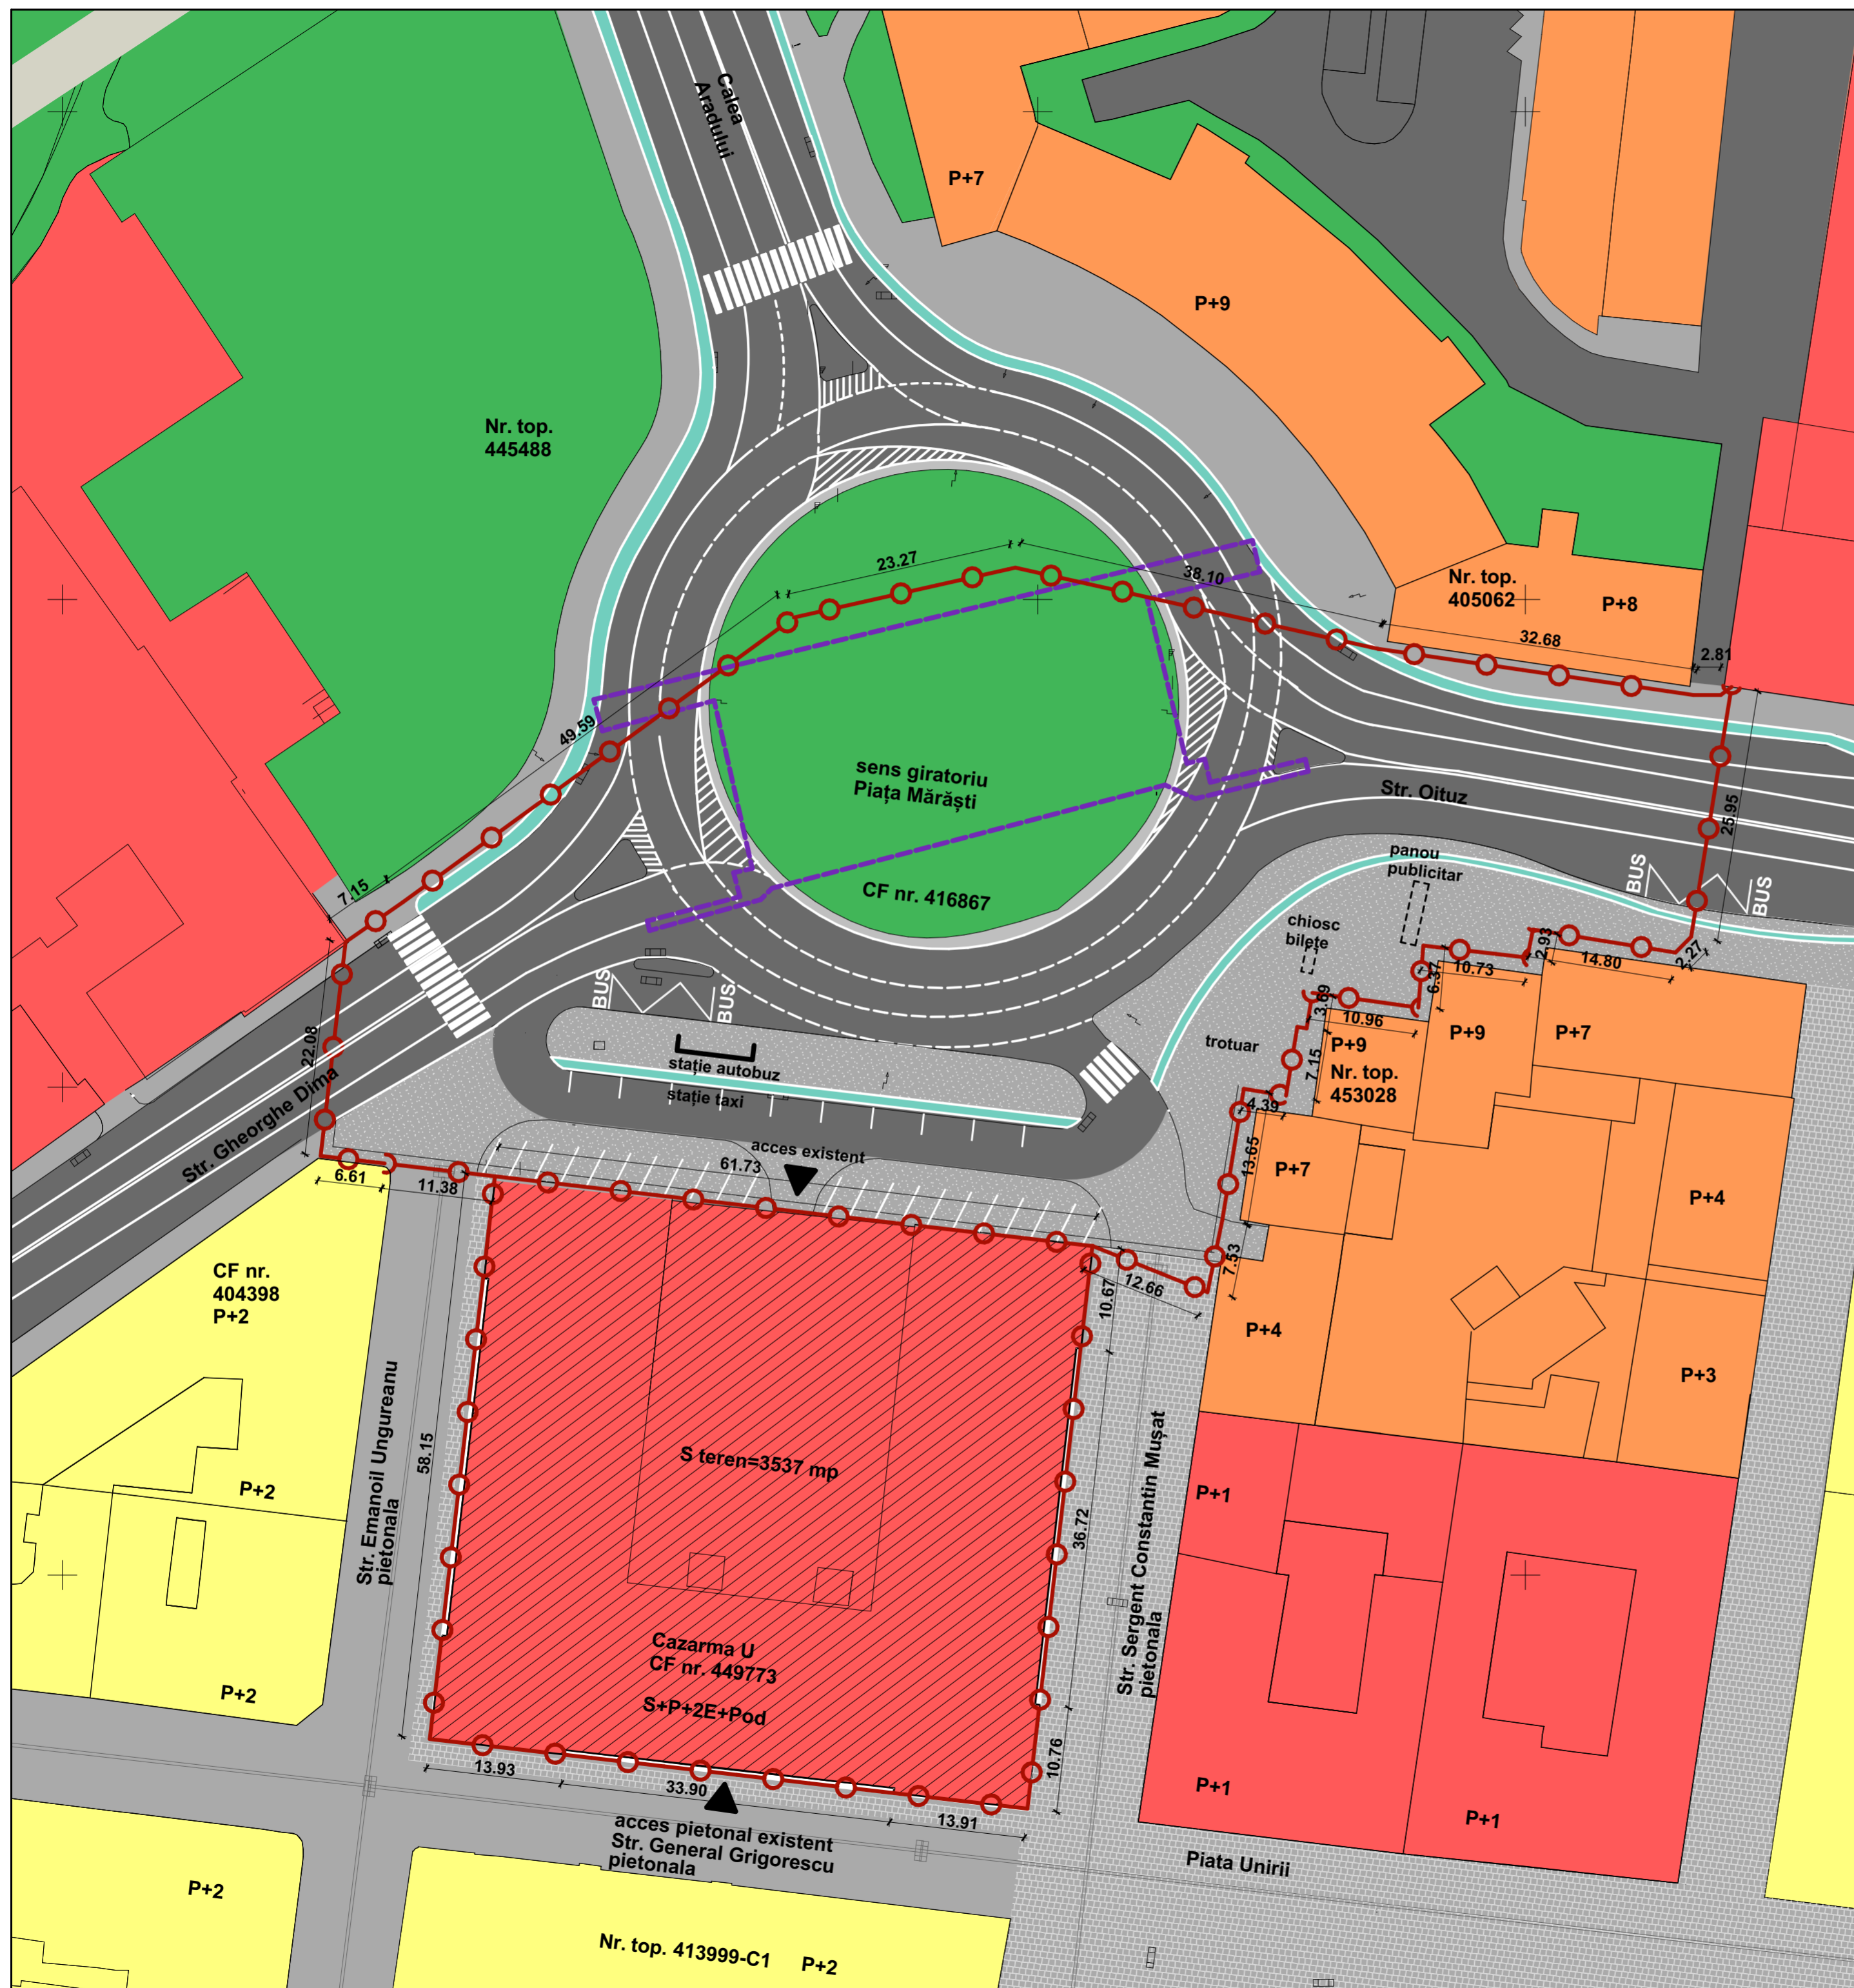 Calea
Aradului
P+7
P+9
Nr. top.
445488
23.27
38.10
Nr. top.
405062
P+8
32.68
2.81
49.59
sens giratoriu
Piața Mărăști
Str. Oituz
25.95
CF nr. 416867
7.15
panou
publicitar
BUS
BUS
chiosc
bilete
2.93
14.80
2.27
10.73
6.37
3.69
10.96
22.08
BUS
BUS
trotuar
P+9
P+7
P+9
Nr. top.
453028
7.15
stație autobuz
stație taxi
4.39
Str. Gheorghe Dima
acces existent
61.73
13.65
P+7
P+4
6.61
11.38
7.53
12.66
10.67
CF nr.
404398
P+2
P+4
P+3
58.15
Str. Emanoil Ungureanu
pietonala
S teren=3537 mp
36.72
Str. Sergent Constantin Mușat
pietonala
P+2
P+1
Cazarma U
CF nr. 449773
S+P+2E+Pod
P+2
10.76
13.93
33.90
13.91
P+1
P+1
acces pietonal existent
Str. General Grigorescu
pietonala
Piata Unirii
P+2
Nr. top. 413999-C1
P+2